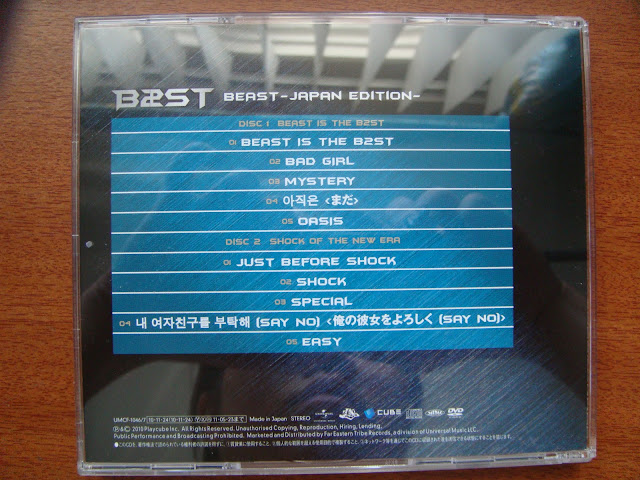 B2ST BEAST-JAPAN EDITION-
DISC 1 BEAST IS THE B2ST
01 BEAST IS THE B2ST
02 BAD GIRL
03 MYSTERY
04 아직은 <まだ>
05 OASIS
DISC 2 SHOCK OF THE NEW ERA
01 JUST BEFORE SHOCK
02 SHOCK
03 SPECIAL
04 내 여자친구를 부탁해 (SAY NO) <俺の彼女をよろしく (SAY NO)>
05 EASY
UMCF-1046/7 Made in Japan STEREO CUBE DVD
℗&© 2010 Playcube Inc. All Rights Reserved. Unauthorised Copying, Reproduction, Hiring, Lending,
Public Performance and Broadcasting Prohibited. Marketed and Distributed by Far Eastern Tribe Records, a division of Universal Music LLC.